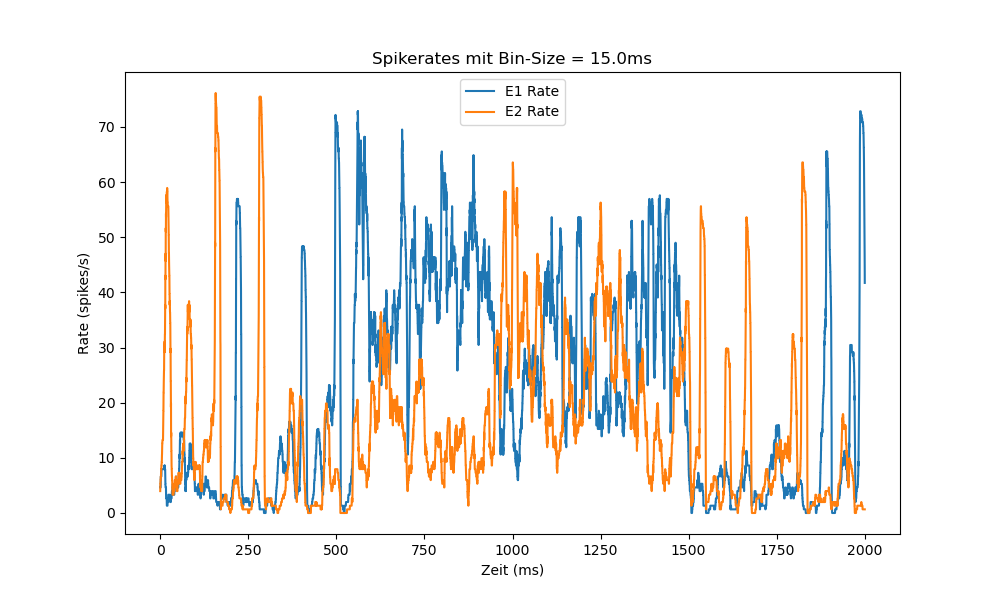 Spikerates mit Bin-Size = 15.0ms
E1 Rate
E2 Rate
Rate (spikes/s)
70
60
50
40
30
20
10
0
0 250 500 750 1000 1250 1500 1750 2000
Zeit (ms)